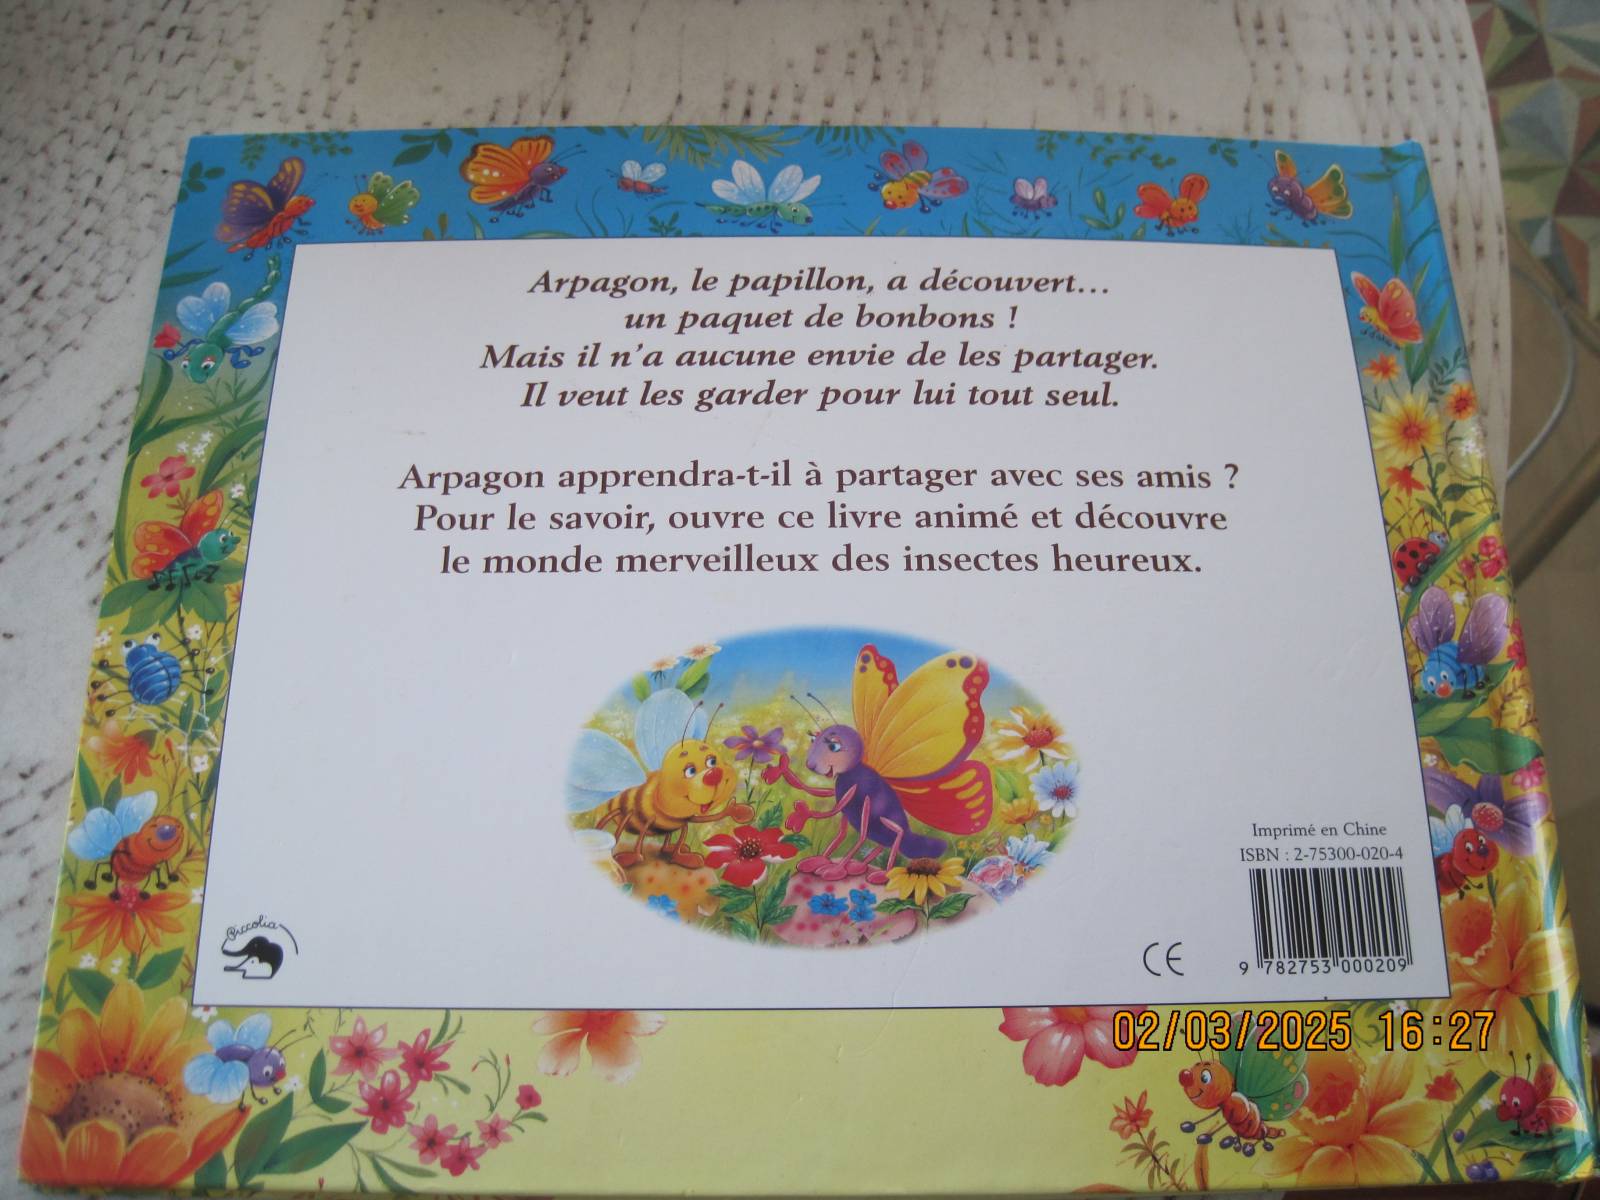 Arpagon, le papillon, a découvert...
un paquet de bonbons !
Mais il n'a aucune envie de les partager.
Il veut les garder pour lui tout seul.
Arpagon apprendra-t-il à partager avec ses amis ?
Pour le savoir, ouvre ce livre animé et découvre
le monde merveilleux des insectes heureux.
Piccolia
Imprimé en Chine
ISBN : 2-75300-020-4
CE
9 782753 000209
02/03/2025 16:27